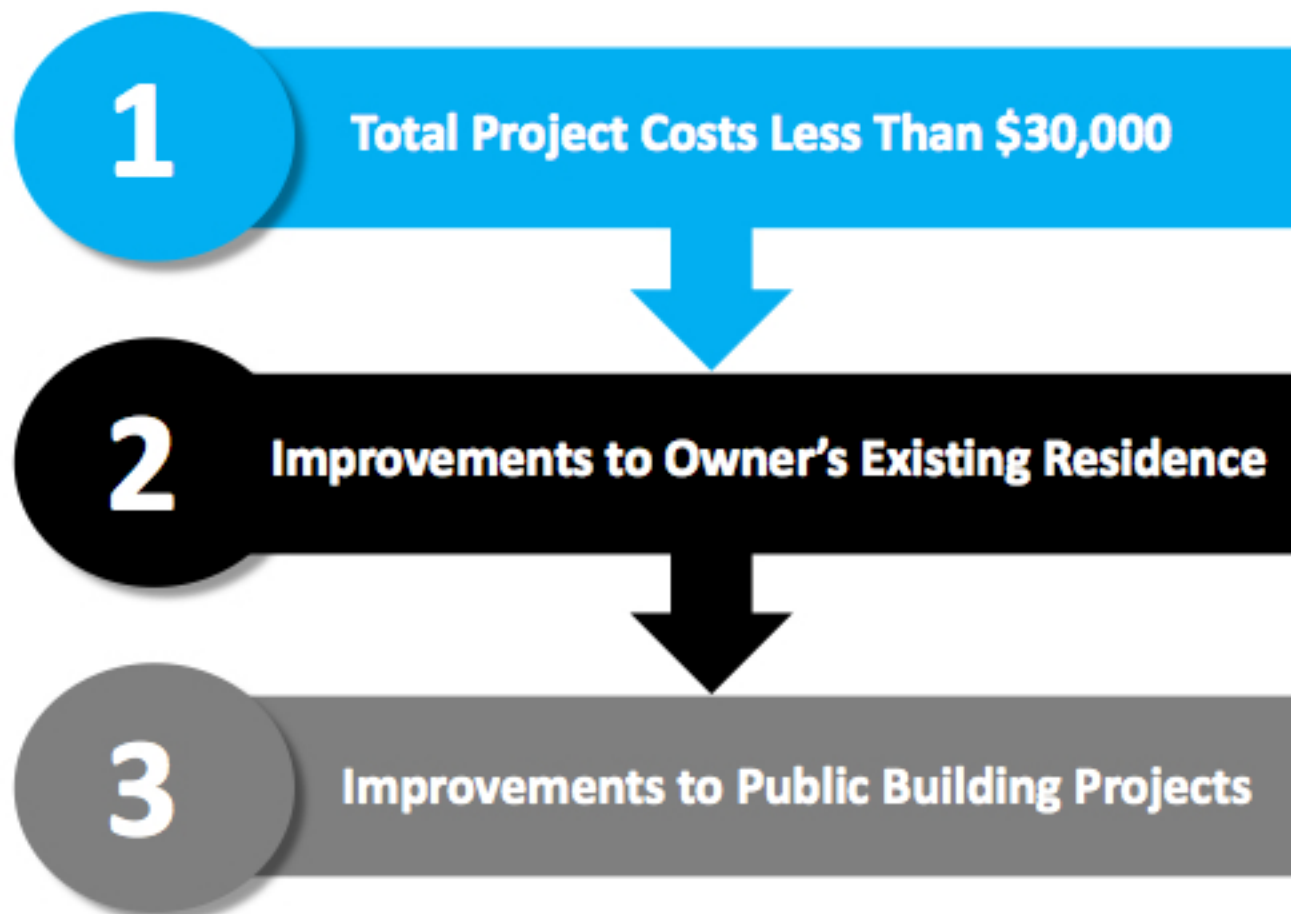 1
Total Project Costs Less Than $30,000
2
Improvements to Owner’s Existing Residence
3
Improvements to Public Building Projects